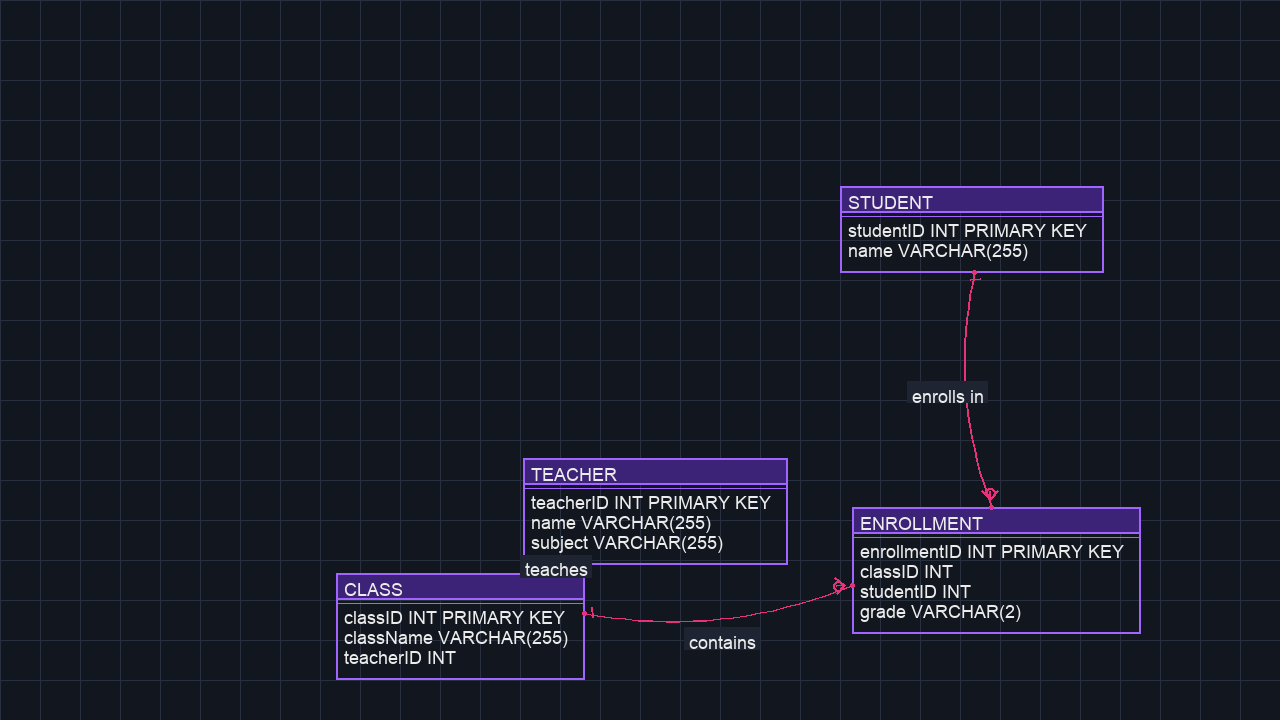 STUDENT
studentID INT PRIMARY KEY
name VARCHAR(255)
enrolls in
TEACHER
teacherID INT PRIMARY KEY
name VARCHAR(255)
subject VARCHAR(255)
teaches
ENROLLMENT
enrollmentID INT PRIMARY KEY
classID INT
studentID INT
grade VARCHAR(2)
CLASS
classID INT PRIMARY KEY
className VARCHAR(255)
teacherID INT
contains